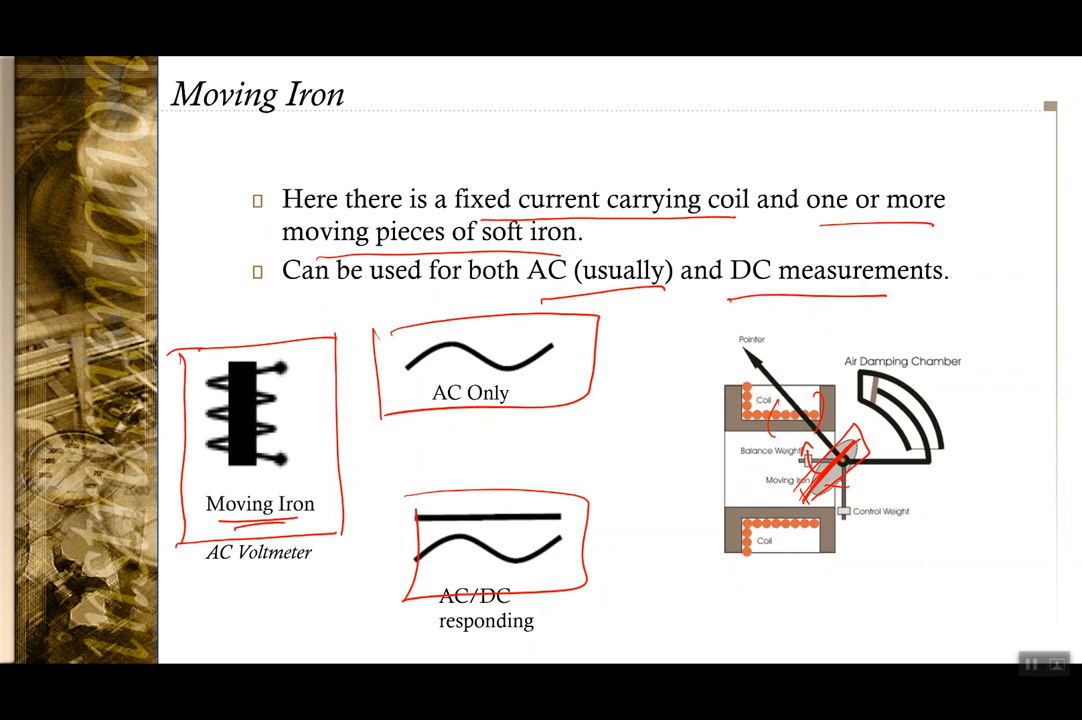 Moving Iron
Here there is a fixed current carrying coil and one or more
moving pieces of soft iron.
Can be used for both AC (usually) and DC measurements.
Moving Iron
AC Voltmeter
AC Only
AC/DC
responding
Pointer
Air Damping Chamber
Coil
Balance Weight
Moving Iron
Control Weight
Coil
instrumentation